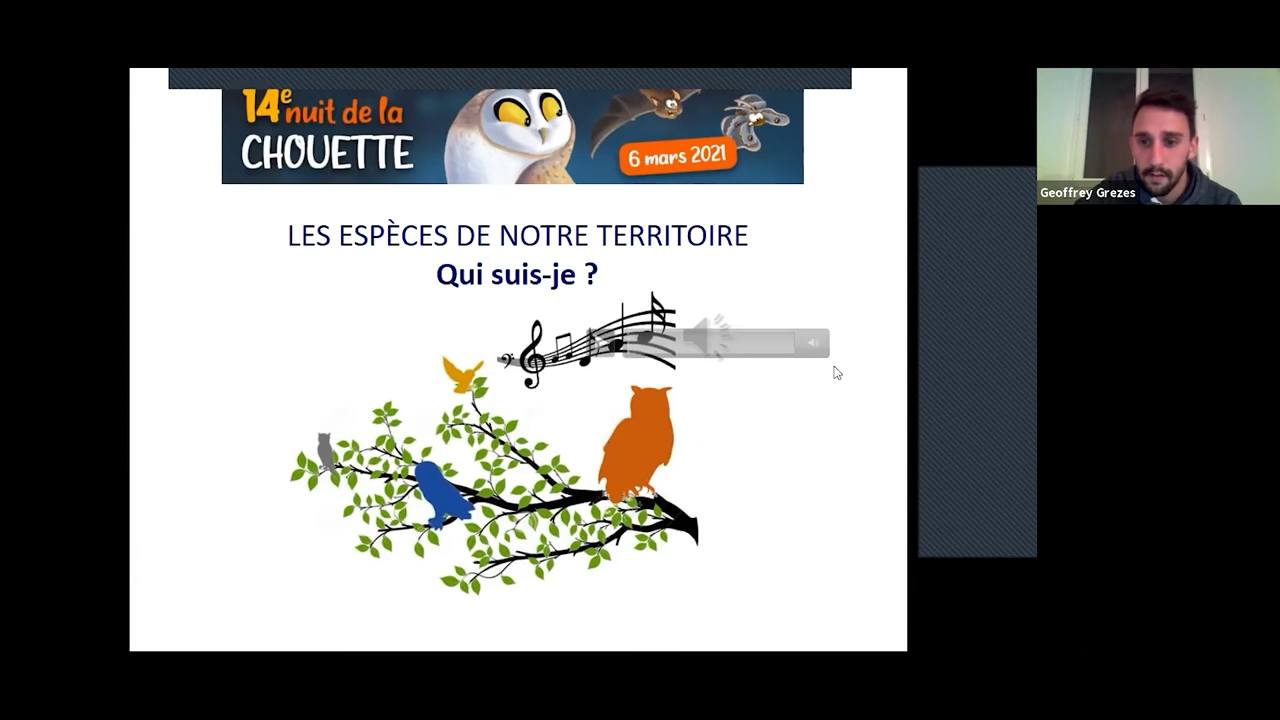 14e nuit de la
CHOUETTE
6 mars 2021
LES ESPÈCES DE NOTRE TERRITOIRE
Qui suis-je ?
Geoffrey Grezes